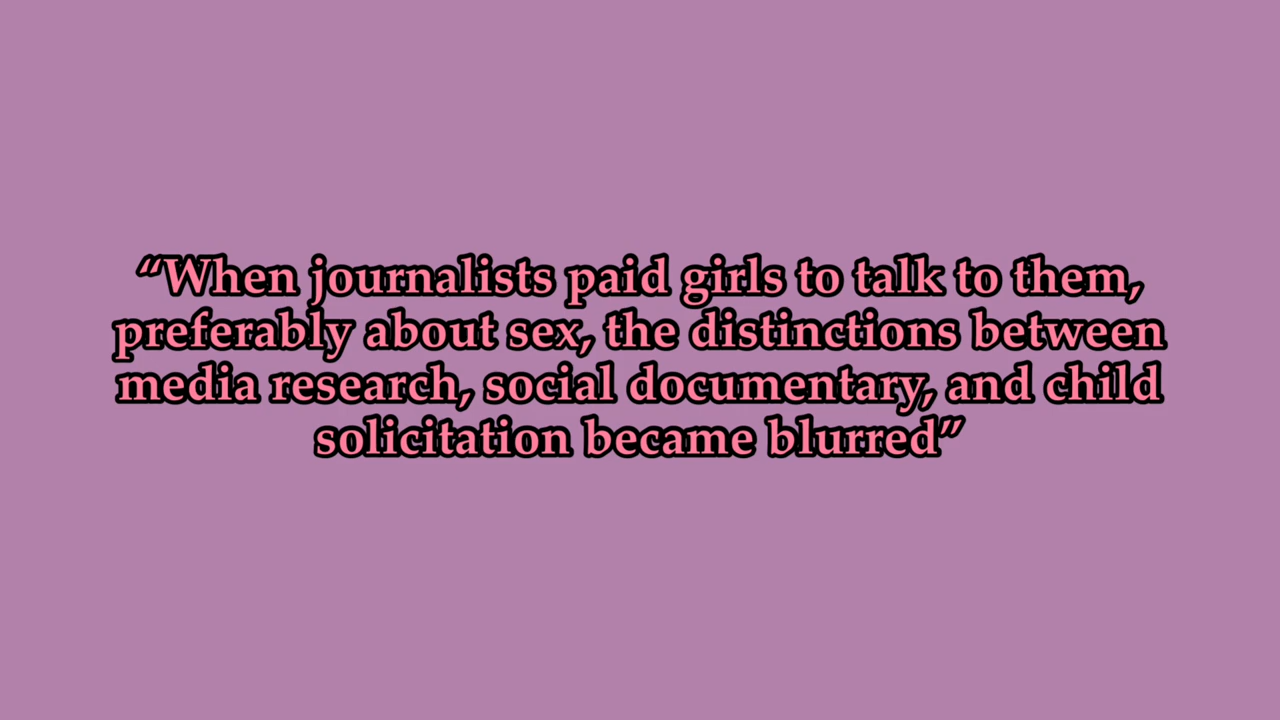 “When journalists paid girls to talk to them,
preferably about sex, the distinctions between
media research, social documentary, and child
solicitation became blurred”